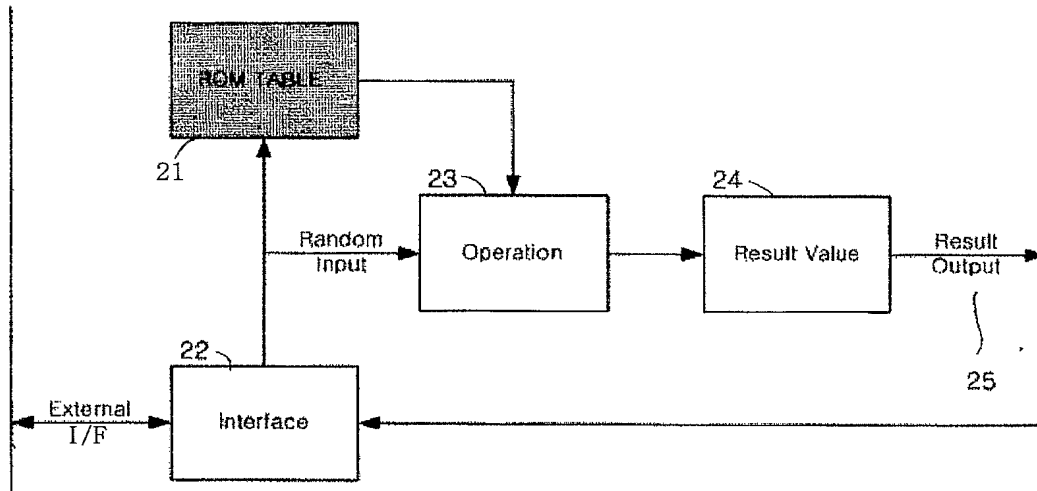 ROM TABLE
21
23
24
Random
Input
Operation
Result Value
Result
Output
22
25
External
I/F
Interface